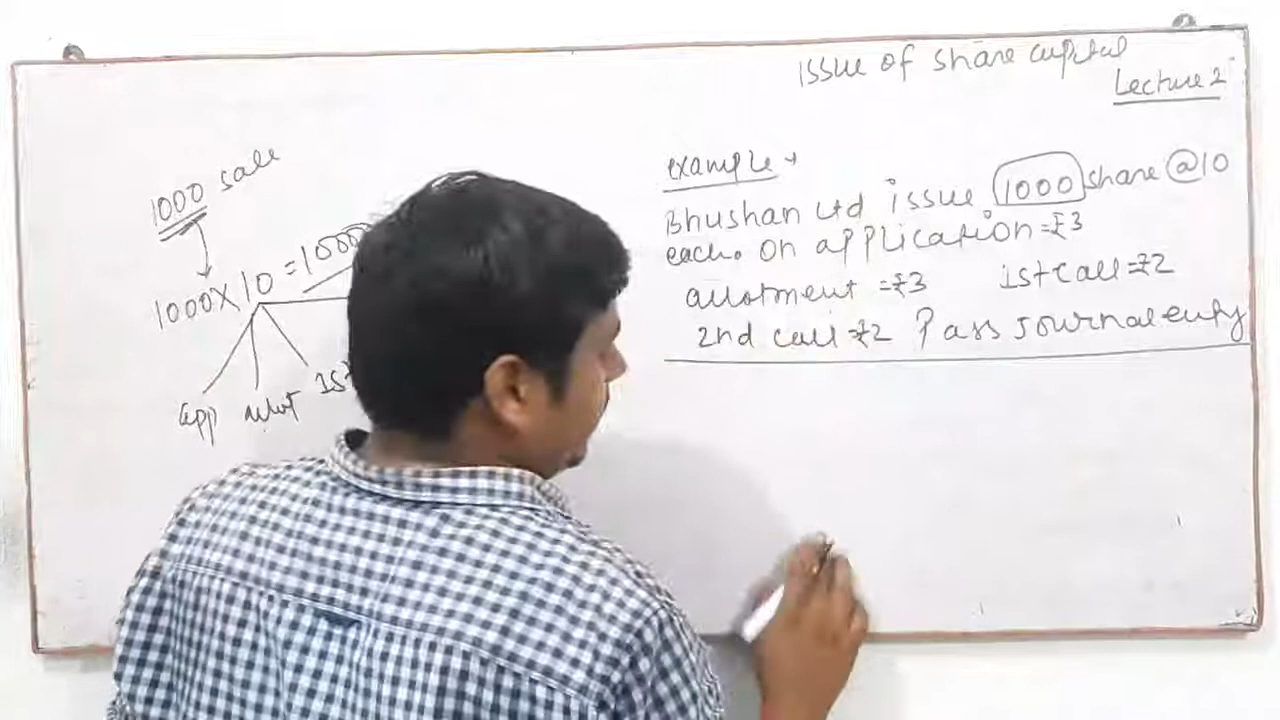 Issue of share capital
Lecture 2
example →
Bhushan Ltd issue 1000 share @ 10
each. On application = ₹3
allotment = ₹3 1st call = ₹2
2nd call = ₹2 Pass Journal entry
1000 sale
1000 X 10 = 10000
app allot 1st